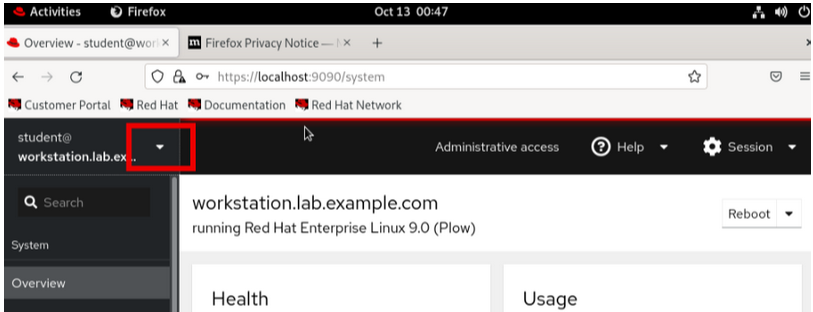 Activities Firefox Oct 13 00:47
Overview - student@wor Firefox Privacy Notice —
https://localhost:9090/system
Customer Portal Red Hat Documentation Red Hat Network
student@
workstation.lab.ex... Administrative access Help Session
Search
workstation.lab.example.com
Reboot
running Red Hat Enterprise Linux 9.0 (Plow)
System
Overview
Health Usage